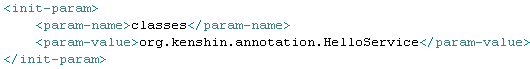 <init-param>
    <param-name>classes</param-name>
    <param-value>org.kenshin.annotation.HelloService</param-value>
</init-param>